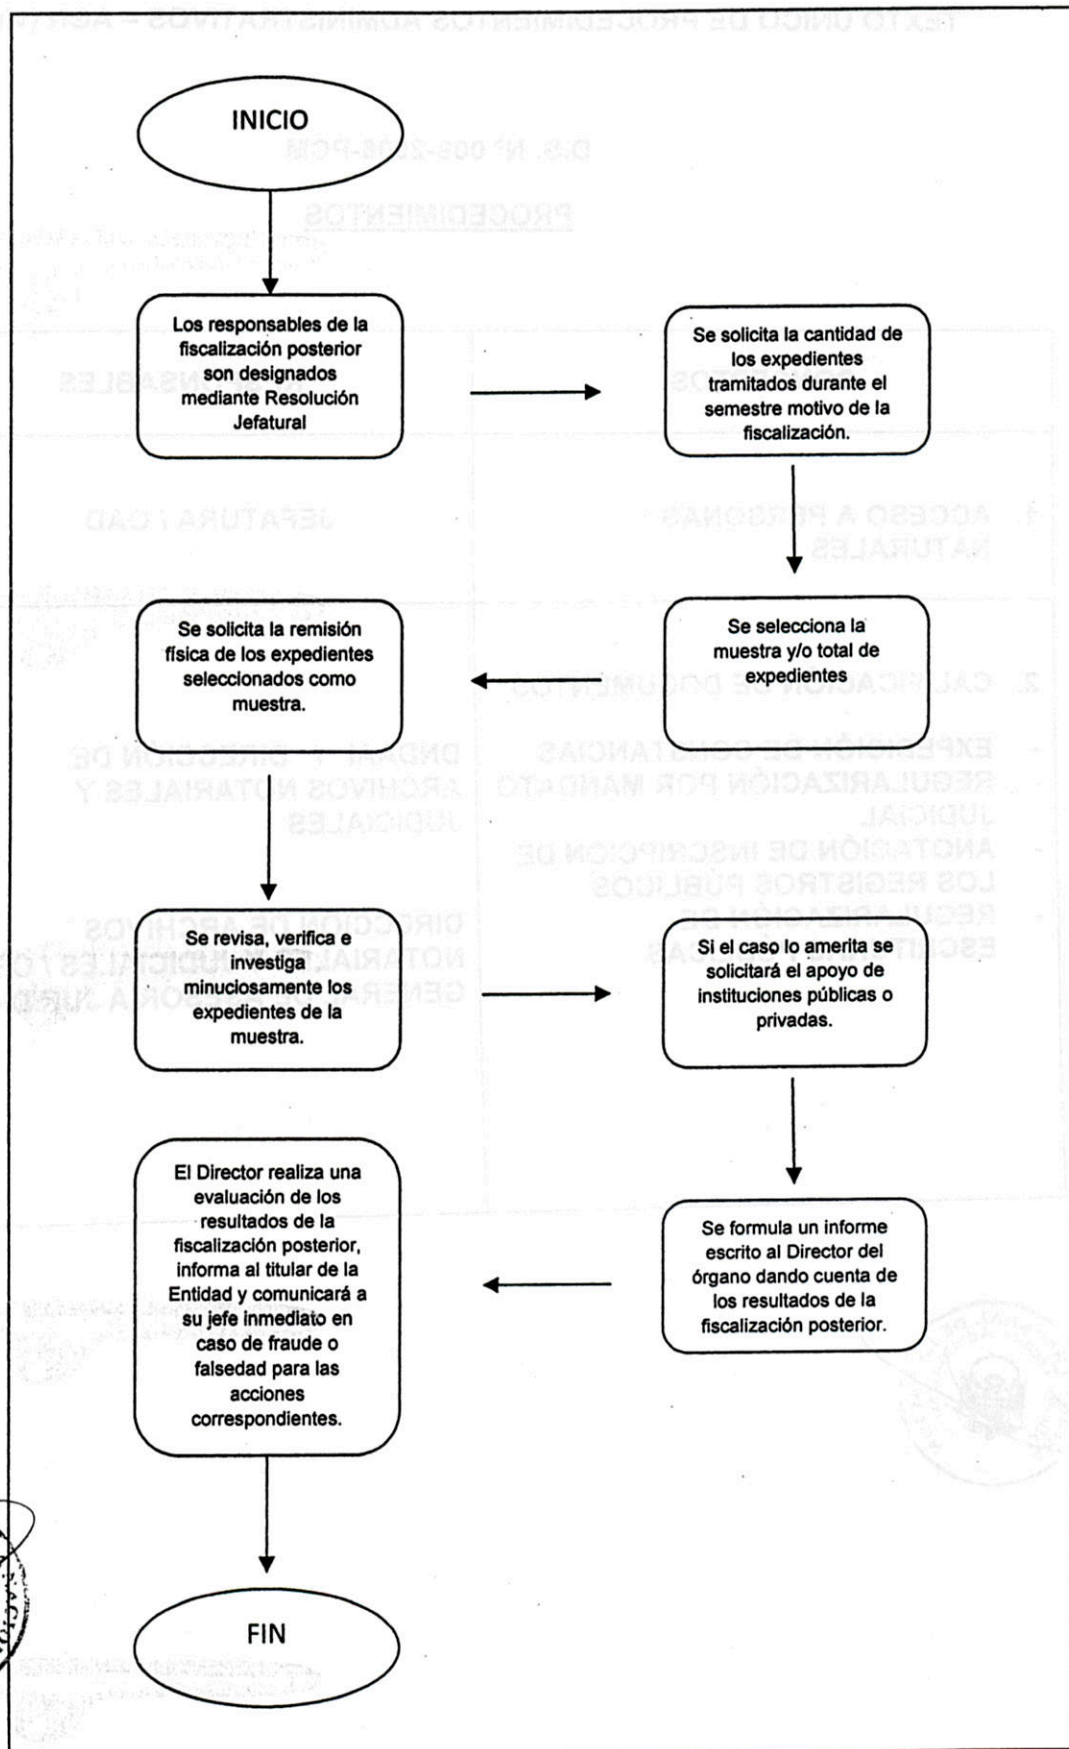 INICIO
Los responsables de la
fiscalización posterior
son designados
mediante Resolución
Jefatural
Se solicita la cantidad de
los expedientes
tramitados durante el
semestre motivo de la
fiscalización.
Se selecciona la
muestra y/o total de
expedientes
Se solicita la remisión
física de los expedientes
seleccionados como
muestra.
Se revisa, verifica e
investiga
minuciosamente los
expedientes de la
muestra.
Si el caso lo amerita se
solicitará el apoyo de
instituciones públicas o
privadas.
Se formula un informe
escrito al Director del
órgano dando cuenta de
los resultados de la
fiscalización posterior.
El Director realiza una
evaluación de los
resultados de la
fiscalización posterior,
informa al titular de la
Entidad y comunicará a
su jefe inmediato en
caso de fraude o
falsedad para las
acciones
correspondientes.
FIN